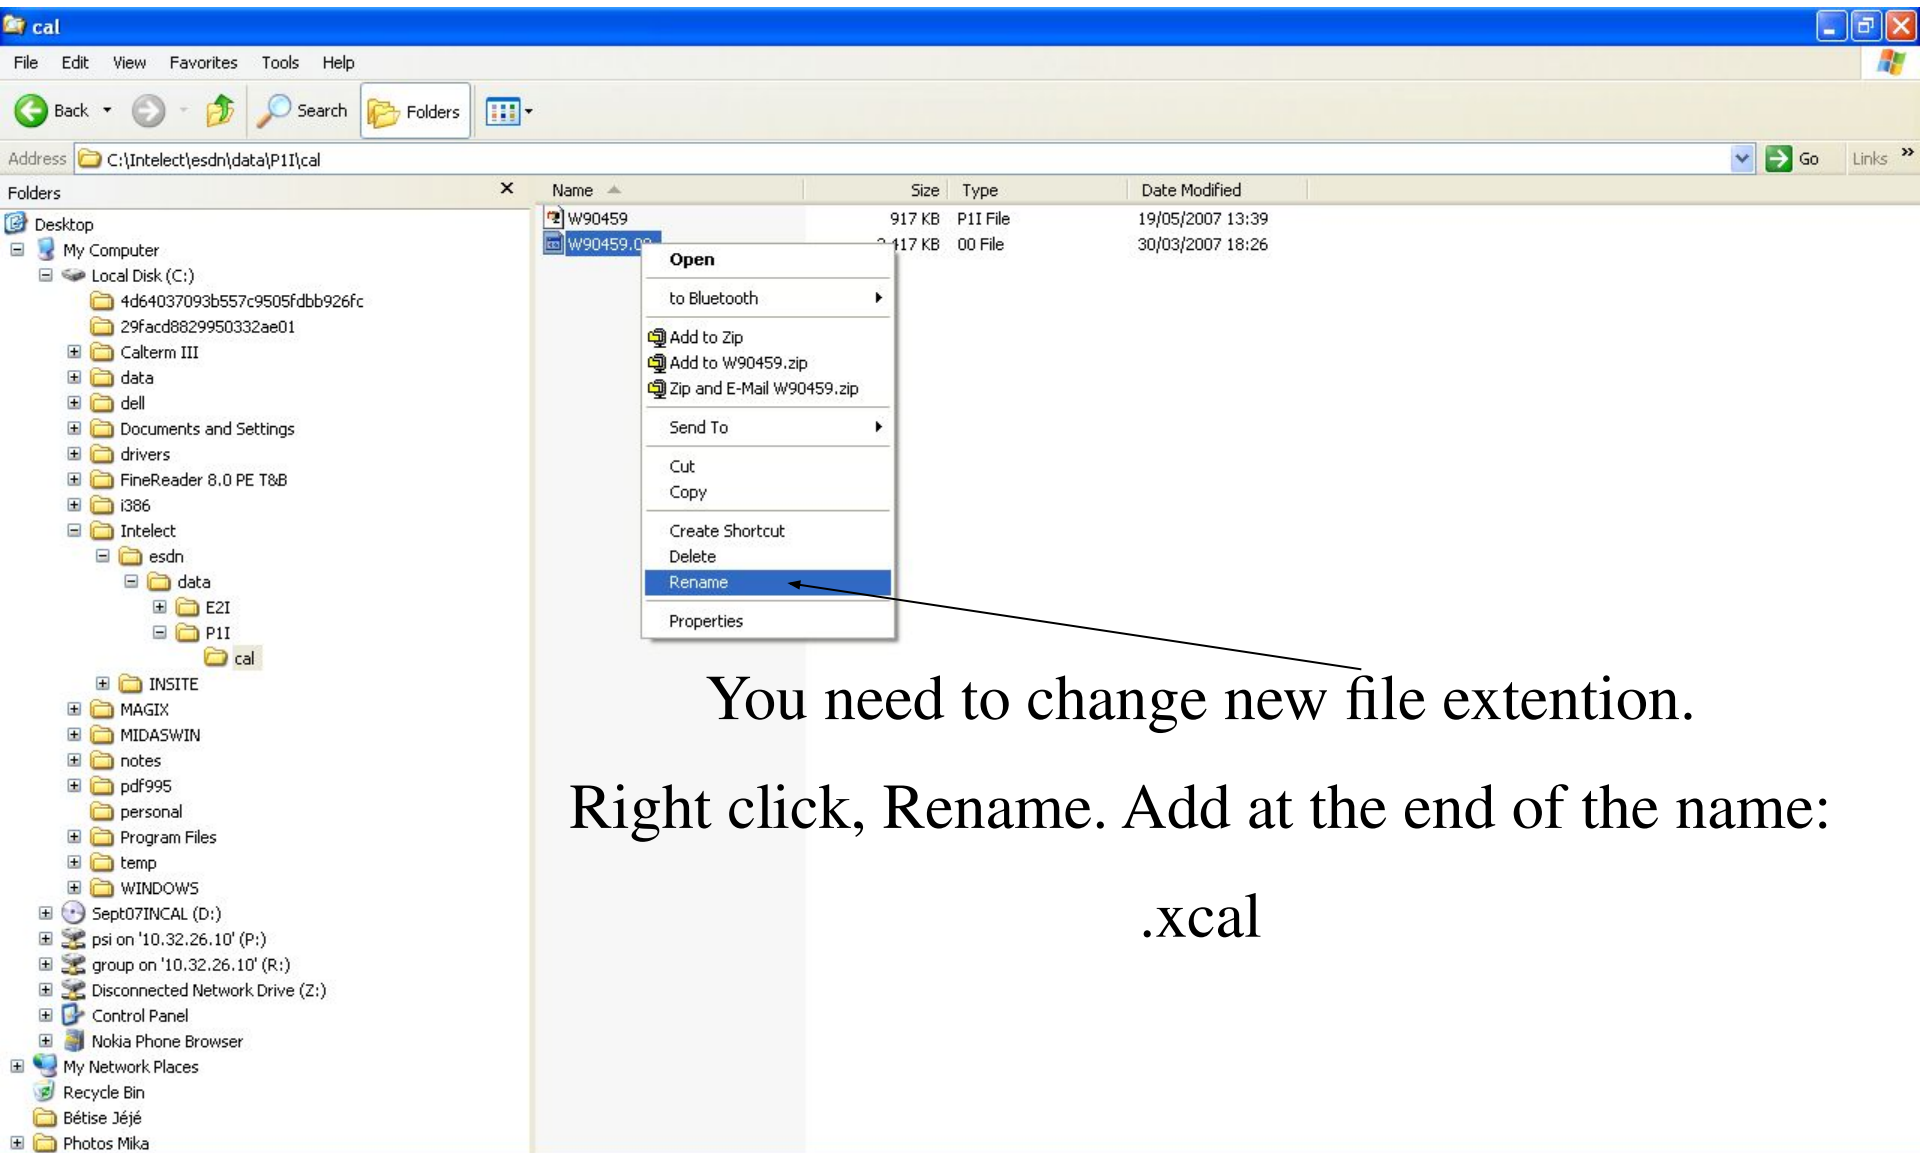 cal
File Edit View Favorites Tools Help
Back Search Folders
Address C:\Intelect\esdn\data\P1I\cal Go Links »
Folders X
Name Size Type Date Modified
W90459 917 KB P1I File 19/05/2007 13:39
W90459.00 417 KB 00 File 30/03/2007 18:26
Desktop
My Computer
Local Disk (C:)
4d64037093b557c9505fdbb926fc
29facd8829950332ae01
Calterm III
data
dell
Documents and Settings
drivers
FineReader 8.0 PE T&B
i386
Intelect
esdn
data
E2I
P1I
cal
INSITE
MAGIX
MIDASWIN
notes
pdf995
personal
Program Files
temp
WINDOWS
Sept07INCAL (D:)
psi on '10.32.26.10' (P:)
group on '10.32.26.10' (R:)
Disconnected Network Drive (Z:)
Control Panel
Nokia Phone Browser
My Network Places
Recycle Bin
Bétise Jéjé
Photos Mika
Open
to Bluetooth
Add to Zip
Add to W90459.zip
Zip and E-Mail W90459.zip
Send To
Cut
Copy
Create Shortcut
Delete
Rename
Properties
You need to change new file extention.
Right click, Rename. Add at the end of the name:
.xcal